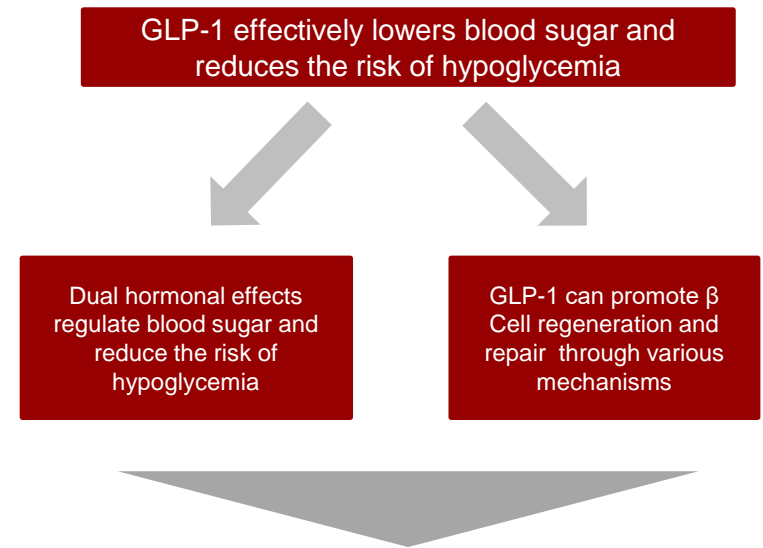 GLP-1 effectively lowers blood sugar and
reduces the risk of hypoglycemia
Dual hormonal effects
regulate blood sugar and
reduce the risk of
hypoglycemia
GLP-1 can promote β
Cell regeneration and
repair  through various
mechanisms